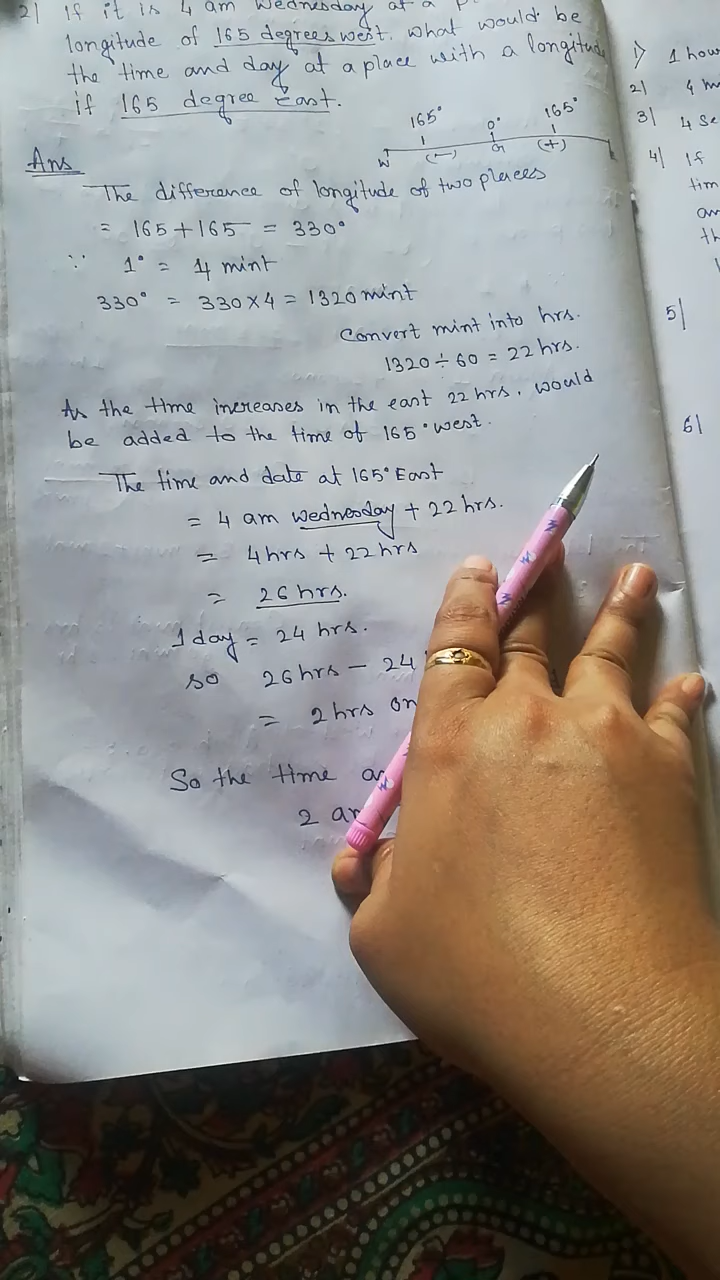 2) If it is 4 am Wednesday at a
longitude of 165 degrees west. what would be
the time and day at a place with a longitude
if 165 degree East.
165° 0° 165°
W (-) Gr (+)
Ans
The difference of longitude of two places
= 165 + 165 = 330°
∵ 1° = 4 mint
330° = 330 x 4 = 1320 mint
Convert mint into hrs.
1320 ÷ 60 = 22 hrs.
As the time increases in the east 22 hrs. would
be added to the time of 165° west.
The time and date at 165° East
= 4 am Wednesday + 22 hrs.
= 4 hrs + 22 hrs
= 26 hrs.
1 day = 24 hrs.
so 26 hrs - 24
= 2 hrs on
So the time
2
1) 1 hou
2) 4 m
3) 4 Se
4) If
tim
an
th
5)
6)